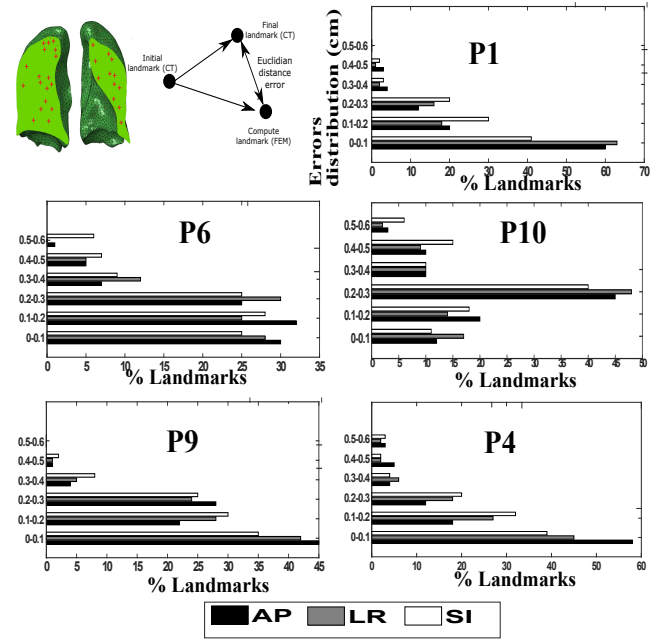 Initial
landmark (CT)
Final
landmark (CT)
Euclidian
distance
error
Compute
landmark (FEM)
Errors
distribution (cm)
P1
0.5-0.6
0.4-0.5
0.3-0.4
0.2-0.3
0.1-0.2
0-0.1
0 10 20 30 40 50 60 70
% Landmarks
P6
0.5-0.6
0.4-0.5
0.3-0.4
0.2-0.3
0.1-0.2
0-0.1
0 5 10 15 20 25 30 35
% Landmarks
P10
0.5-0.6
0.4-0.5
0.3-0.4
0.2-0.3
0.1-0.2
0-0.1
0 5 10 15 20 25 30 35 40 45 50
% Landmarks
P9
0.5-0.6
0.4-0.5
0.3-0.4
0.2-0.3
0.1-0.2
0-0.1
0 5 10 15 20 25 30 35 40 45
% Landmarks
P4
0.5-0.6
0.4-0.5
0.3-0.4
0.2-0.3
0.1-0.2
0-0.1
0 10 20 30 40 50 60
% Landmarks
AP LR SI